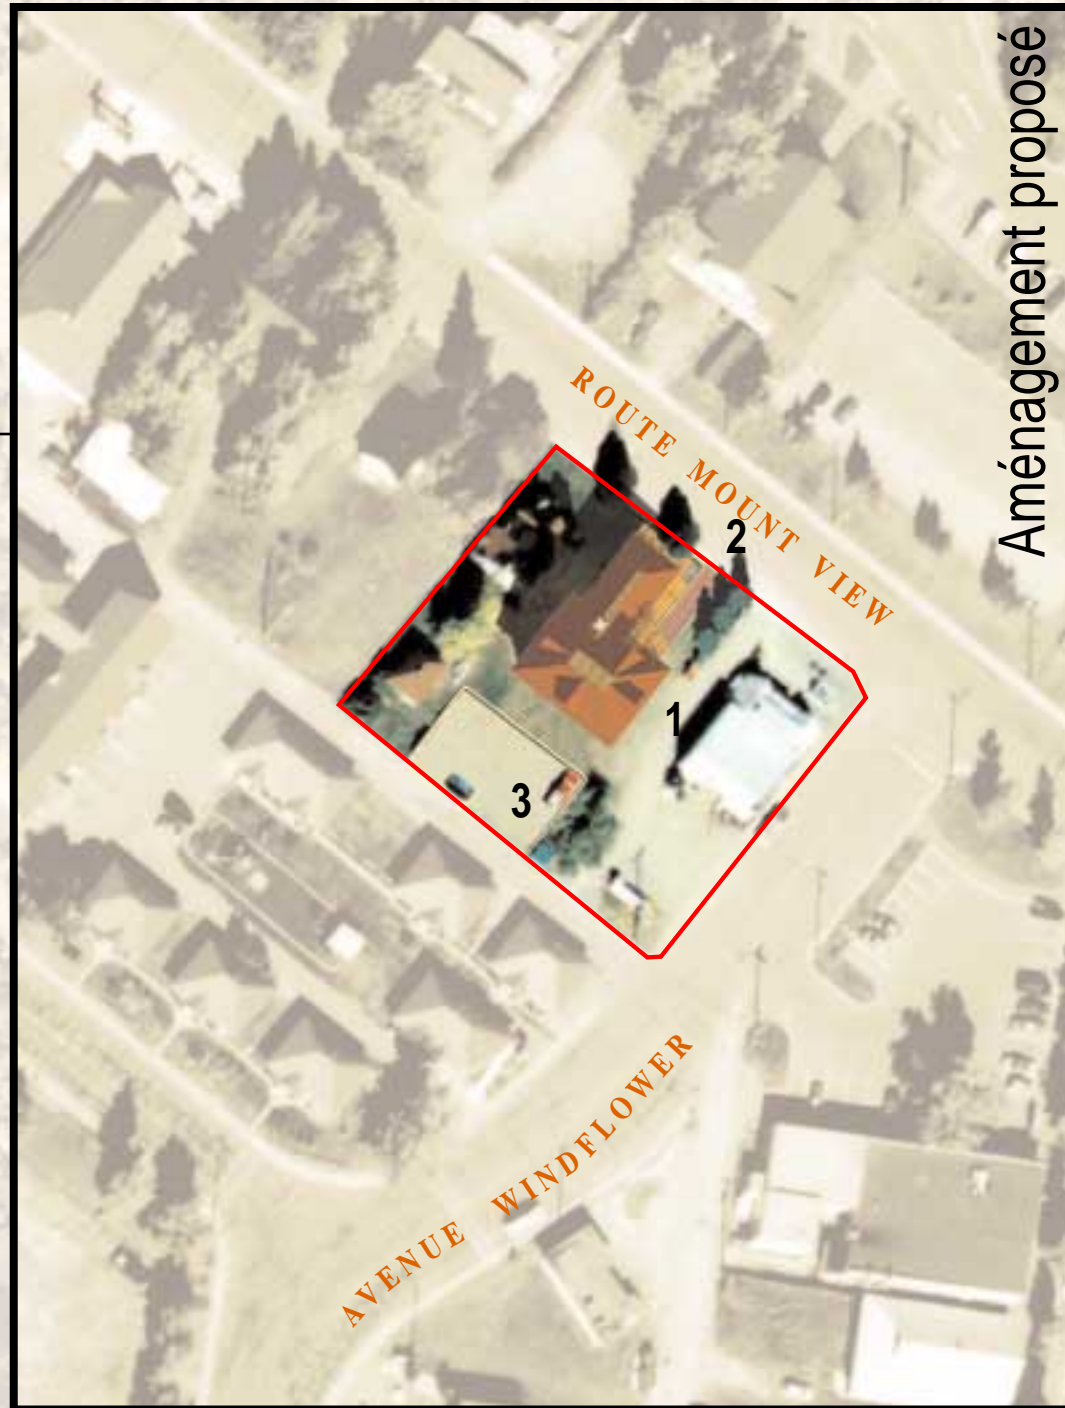 Aménagement proposé
ROUTE MOUNT VIEW
2
1
3
AVENUE WINDFLOWER